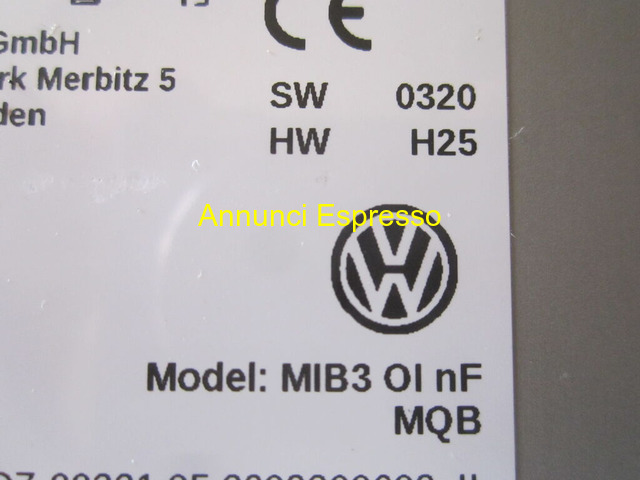 GmbH
CE
rk Merbitz 5
den
SW 0320
HW H25
Annunci Espresso
VW
Model: MIB3 OI nF
MQB